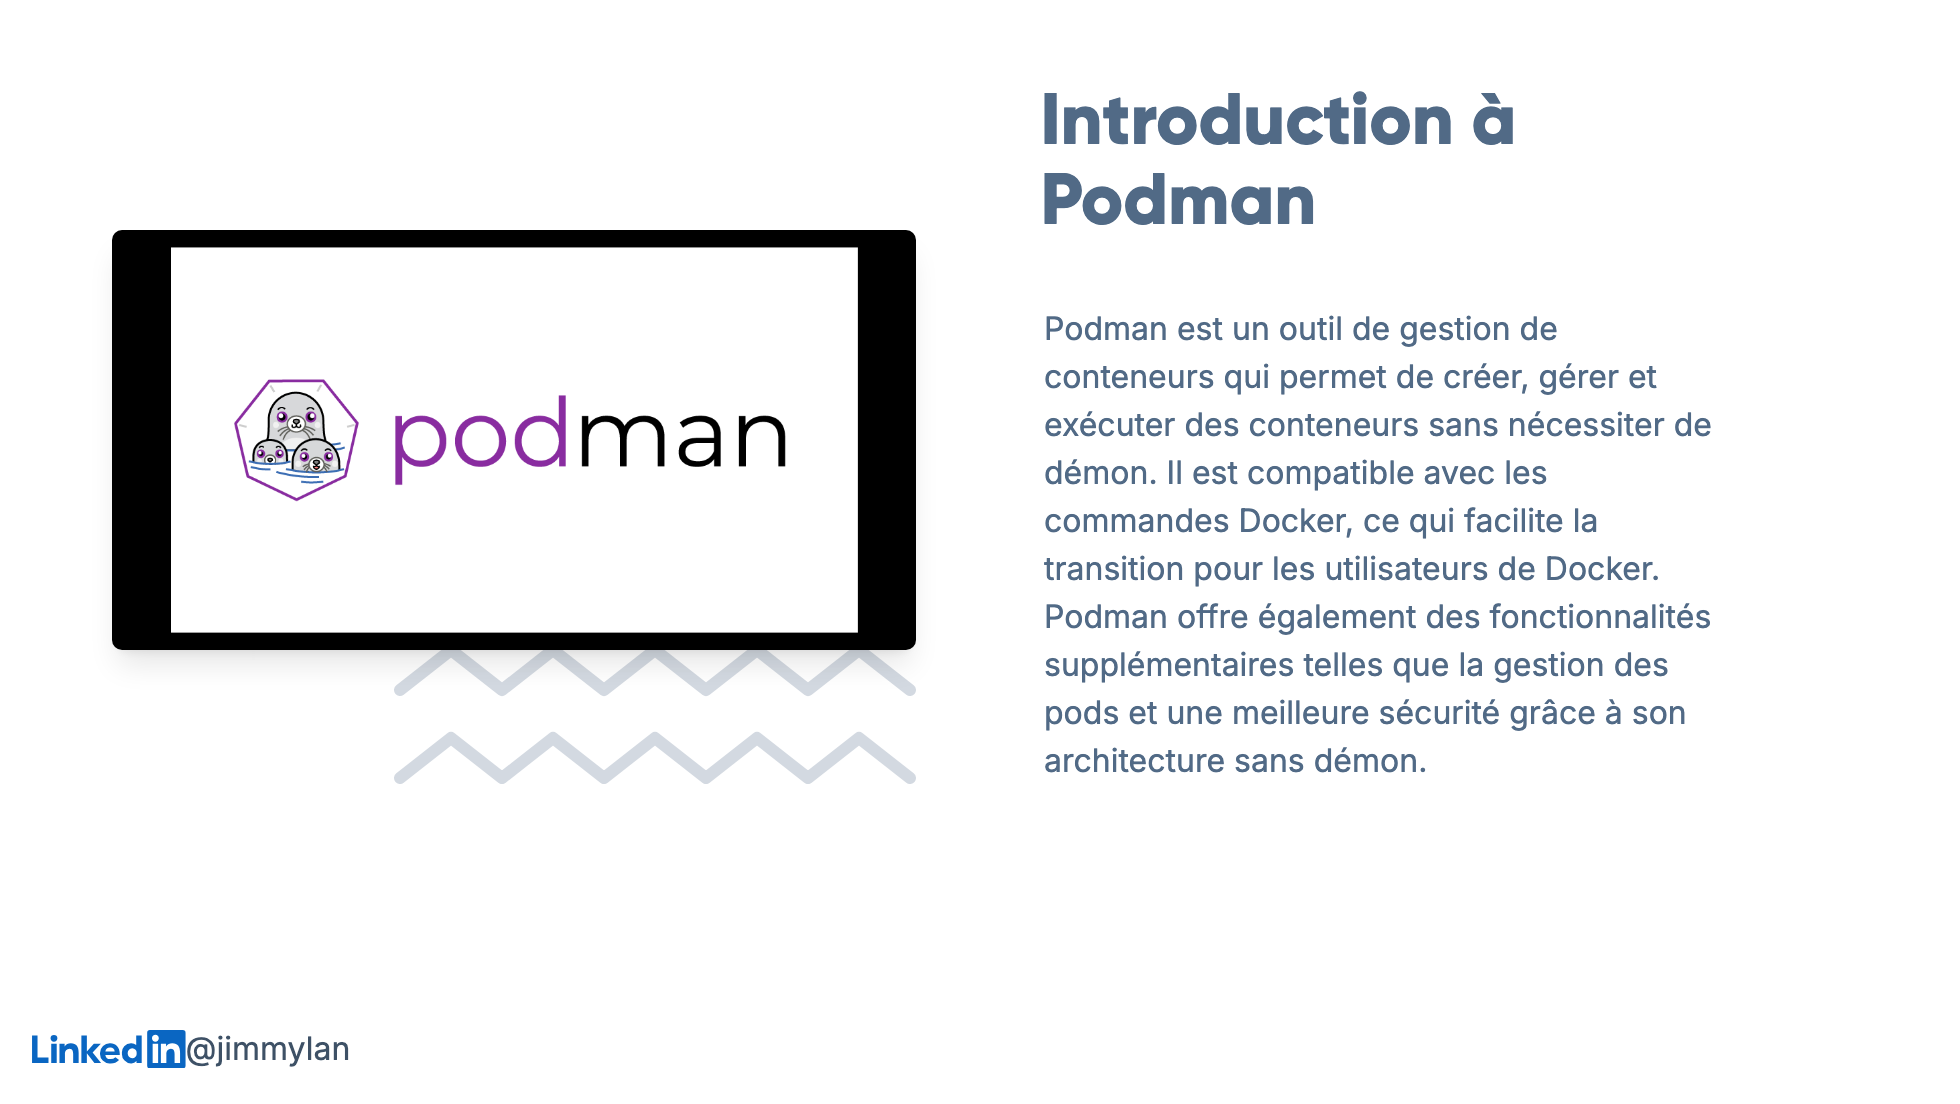 Introduction à
Podman
podman
Podman est un outil de gestion de
conteneurs qui permet de créer, gérer et
exécuter des conteneurs sans nécessiter de
démon. Il est compatible avec les
commandes Docker, ce qui facilite la
transition pour les utilisateurs de Docker.
Podman offre également des fonctionnalités
supplémentaires telles que la gestion des
pods et une meilleure sécurité grâce à son
architecture sans démon.
Linkedin@jimmylan